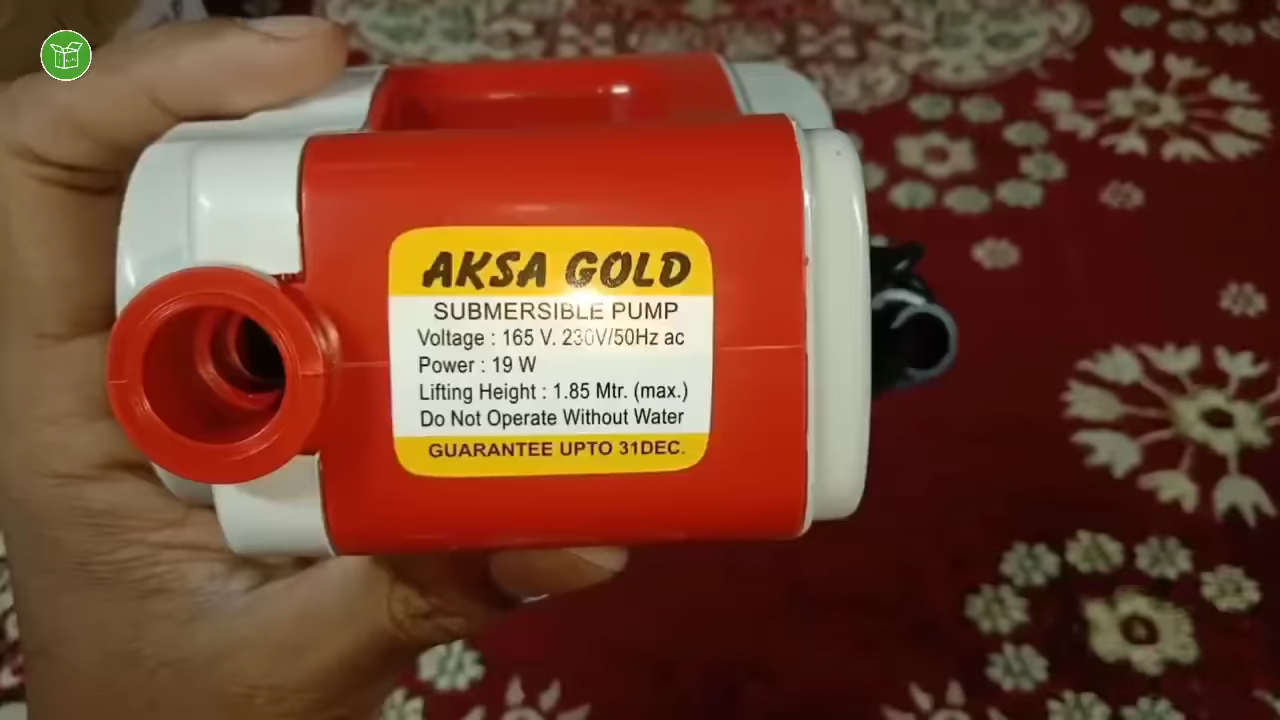 AKSA GOLD
SUBMERSIBLE PUMP
Voltage : 165 V. 230V/50Hz ac
Power : 19 W
Lifting Height : 1.85 Mtr. (max.)
Do Not Operate Without Water
GUARANTEE UPTO 31DEC.